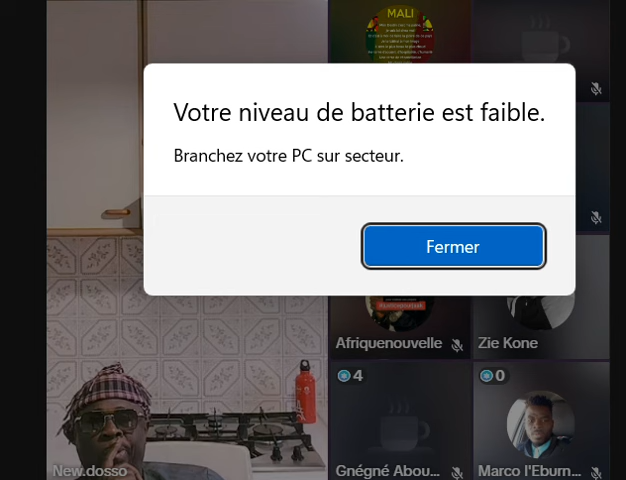 MALI
Votre niveau de batterie est faible.
Branchez votre PC sur secteur.
Fermer
Afriquenouvelle
Zie Kone
4
0
New.dosso
Gnégné Abou...
Marco l'Eburn...